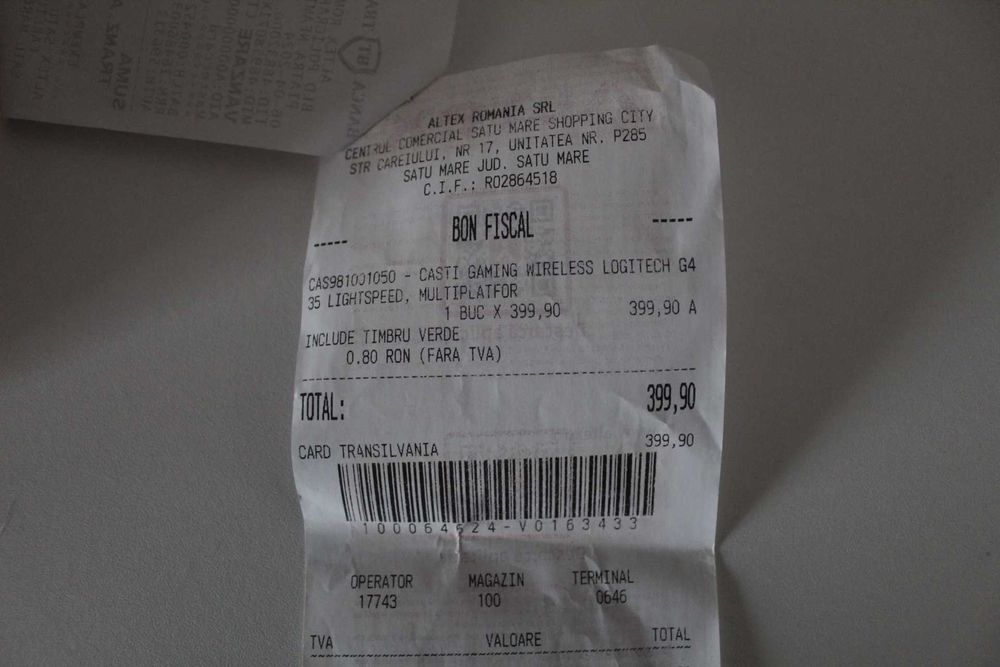 ALTEX ROMANIA SRL
CENTRUL COMERCIAL SATU MARE SHOPPING CITY
STR CAREIULUI, NR 17, UNITATEA NR. P285
SATU MARE JUD. SATU MARE
C.I.F.: RO2864518
----- BON FISCAL -----
CAS981001050 - CASTI GAMING WIRELESS LOGITECH G4
35 LIGHTSPEED, MULTIPLATFOR
1 BUC X 399,90 399,90 A
INCLUDE TIMBRU VERDE
0.80 RON (FARA TVA)
TOTAL: 399,90
CARD TRANSILVANIA 399,90
100064624-V0163433
OPERATOR MAGAZIN TERMINAL
17743 100 0646
TVA VALOARE TOTAL
BANCA
VANZARE
SUMA